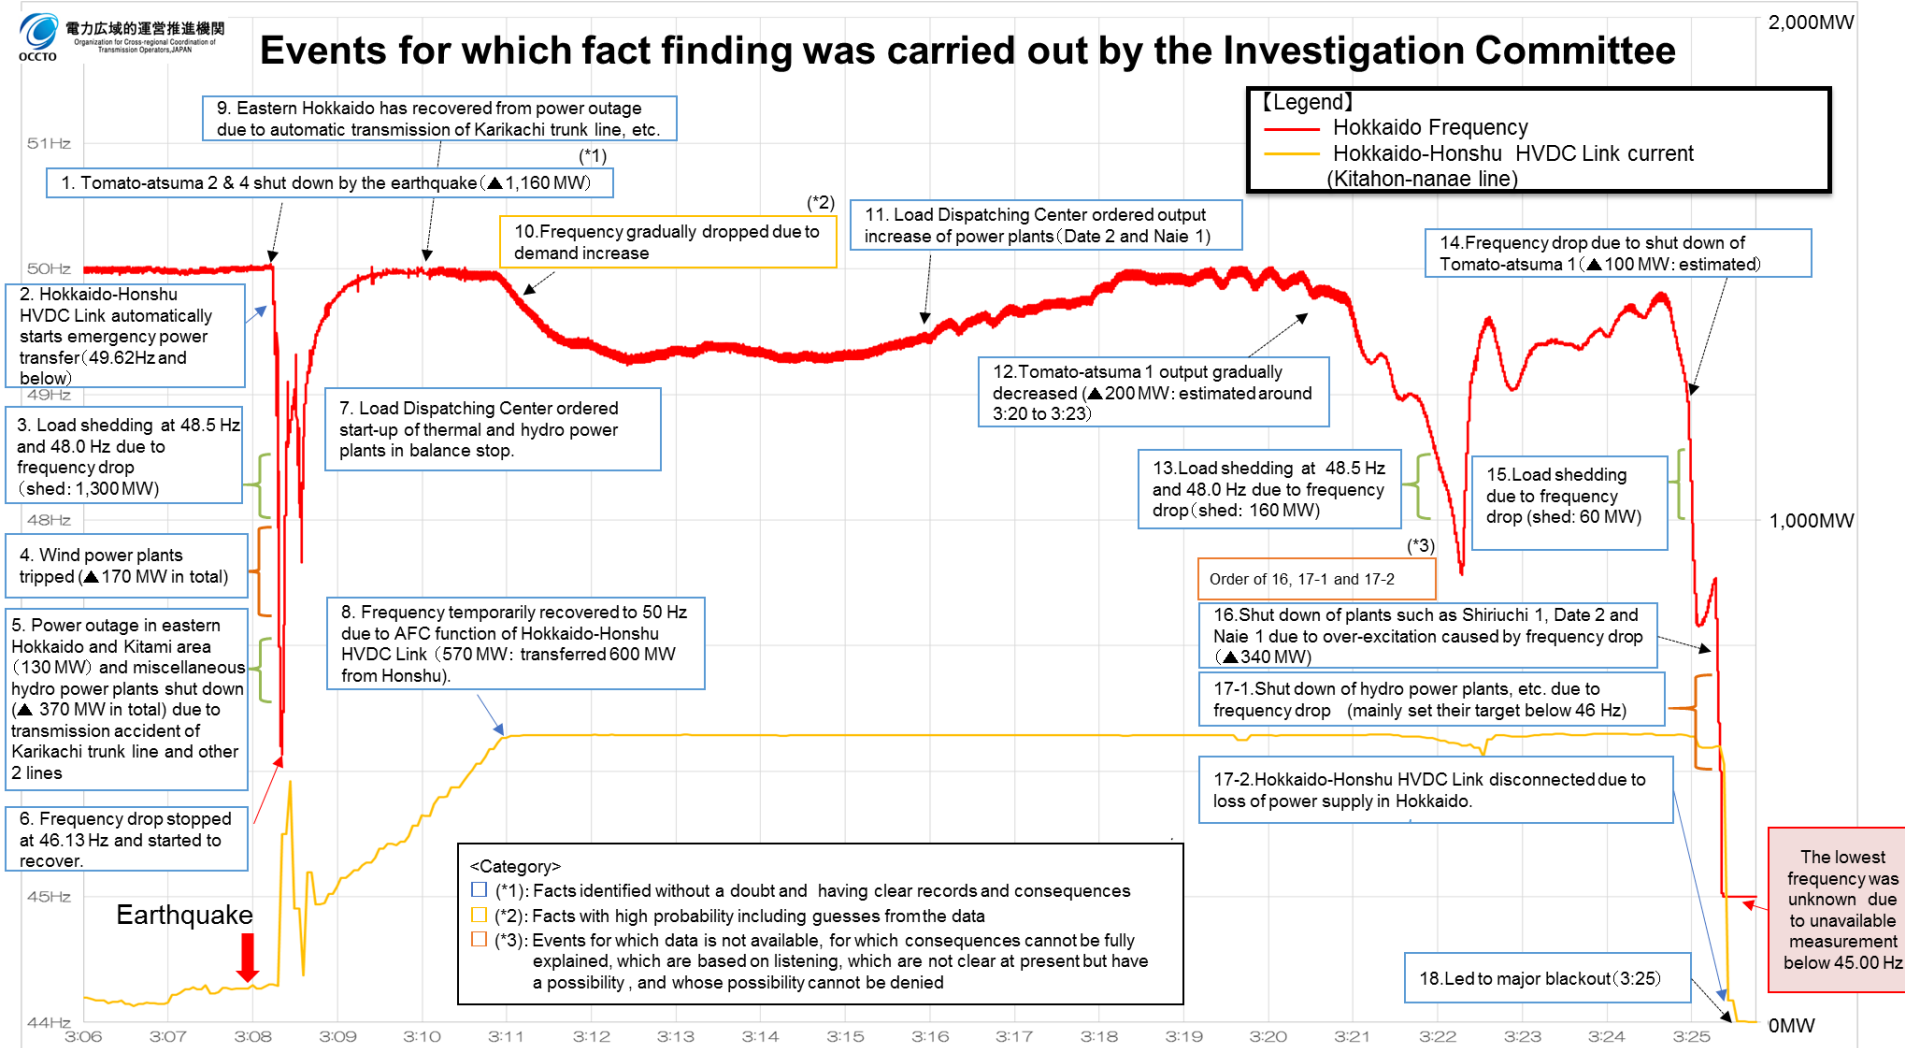 電力広域的運営推進機関
Organization for Cross-regional Coordination of
Transmission Operators,JAPAN
OCCTO
Events for which fact finding was carried out by the Investigation Committee
2,000MW
【Legend】
Hokkaido Frequency
Hokkaido-Honshu HVDC Link current
(Kitahon-nanae line)
9. Eastern Hokkaido has recovered from power outage
due to automatic transmission of Karikachi trunk line, etc.
51Hz
(*1)
1. Tomato-atsuma 2 & 4 shut down by the earthquake(▲1,160 MW)
(*2)
10.Frequency gradually dropped due to
demand increase
11. Load Dispatching Center ordered output
increase of power plants(Date 2 and Naie 1)
14.Frequency drop due to shut down of
Tomato-atsuma 1(▲100 MW: estimated)
50Hz
2. Hokkaido-Honshu
HVDC Link automatically
starts emergency power
transfer(49.62Hz and
below)
12.Tomato-atsuma 1 output gradually
decreased (▲200 MW: estimated around
3:20 to 3:23)
49Hz
3. Load shedding at 48.5 Hz
and 48.0 Hz due to
frequency drop
(shed: 1,300 MW)
7. Load Dispatching Center ordered
start-up of thermal and hydro power
plants in balance stop.
13.Load shedding at 48.5 Hz
and 48.0 Hz due to frequency
drop(shed: 160 MW)
15.Load shedding
due to frequency
drop (shed: 60 MW)
48Hz
1,000MW
4. Wind power plants
tripped (▲170 MW in total)
(*3)
Order of 16, 17-1 and 17-2
5. Power outage in eastern
Hokkaido and Kitami area
(130 MW) and miscellaneous
hydro power plants shut down
(▲ 370 MW in total) due to
transmission accident of
Karikachi trunk line and other
2 lines
8. Frequency temporarily recovered to 50 Hz
due to AFC function of Hokkaido-Honshu
HVDC Link (570 MW: transferred 600 MW
from Honshu).
16.Shut down of plants such as Shiriuchi 1, Date 2 and
Naie 1 due to over-excitation caused by frequency drop
(▲340 MW)
17-1.Shut down of hydro power plants, etc. due to
frequency drop (mainly set their target below 46 Hz)
17-2.Hokkaido-Honshu HVDC Link disconnected due to
loss of power supply in Hokkaido.
6. Frequency drop stopped
at 46.13 Hz and started to
recover.
45Hz
Earthquake
<Category>
(*1): Facts identified without a doubt and having clear records and consequences
(*2): Facts with high probability including guesses from the data
(*3): Events for which data is not available, for which consequences cannot be fully
explained, which are based on listening, which are not clear at present but have
a possibility , and whose possibility cannot be denied
The lowest
frequency was
unknown due
to unavailable
measurement
below 45.00 Hz
18.Led to major blackout(3:25)
44Hz
0MW
3:06 3:07 3:08 3:09 3:10 3:11 3:12 3:13 3:14 3:15 3:16 3:17 3:18 3:19 3:20 3:21 3:22 3:23 3:24 3:25